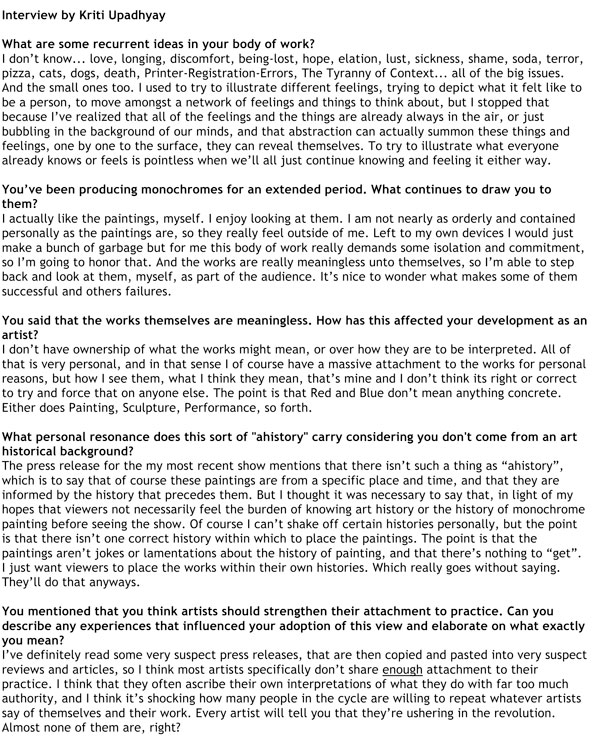 Interview by Kriti Upadhyay
What are some recurrent ideas in your body of work?
I don't know... love, longing, discomfort, being-lost, hope, elation, lust, sickness, shame, soda, terror,
pizza, cats, dogs, death, Printer-Registration-Errors, The Tyranny of Context... all of the big issues.
And the small ones too. I used to try to illustrate different feelings, trying to depict what it felt like to
be a person, to move amongst a network of feelings and things to think about, but I stopped that
because I've realized that all of the feelings and the things are already always in the air, or just
bubbling in the background of our minds, and that abstraction can actually summon these things and
feelings, one by one to the surface, they can reveal themselves. To try to illustrate what everyone
already knows or feels is pointless when we'll all just continue knowing and feeling it either way.
You've been producing monochromes for an extended period. What continues to draw you to
them?
I actually like the paintings, myself. I enjoy looking at them. I am not nearly as orderly and contained
personally as the paintings are, so they really feel outside of me. Left to my own devices I would just
make a bunch of garbage but for me this body of work really demands some isolation and commitment,
so I'm going to honor that. And the works are really meaningless unto themselves, so I'm able to step
back and look at them, myself, as part of the audience. It's nice to wonder what makes some of them
successful and others failures.
You said that the works themselves are meaningless. How has this affected your development as an
artist?
I don't have ownership of what the works might mean, or over how they are to be interpreted. All of
that is very personal, and in that sense I of course have a massive attachment to the works for personal
reasons, but how I see them, what I think they mean, that's mine and I don't think its right or correct
to try and force that on anyone else. The point is that Red and Blue don't mean anything concrete.
Either does Painting, Sculpture, Performance, so forth.
What personal resonance does this sort of "ahistory" carry considering you don't come from an art
historical background?
The press release for the my most recent show mentions that there isn't such a thing as “ahistory”,
which is to say that of course these paintings are from a specific place and time, and that they are
informed by the history that precedes them. But I thought it was necessary to say that, in light of my
hopes that viewers not necessarily feel the burden of knowing art history or the history of monochrome
painting before seeing the show. Of course I can't shake off certain histories personally, but the point
is that there isn't one correct history within which to place the paintings. The point is that the
paintings aren't jokes or lamentations about the history of painting, and that there's nothing to “get”.
I just want viewers to place the works within their own histories. Which really goes without saying.
They'll do that anyways.
You mentioned that you think artists should strengthen their attachment to practice. Can you
describe any experiences that influenced your adoption of this view and elaborate on what exactly
you mean?
I've definitely read some very suspect press releases, that are then copied and pasted into very suspect
reviews and articles, so I think most artists specifically don't share enough attachment to their
practice. I think that they often ascribe their own interpretations of what they do with far too much
authority, and I think it's shocking how many people in the cycle are willing to repeat whatever artists
say of themselves and their work. Every artist will tell you that they're ushering in the revolution.
Almost none of them are, right?